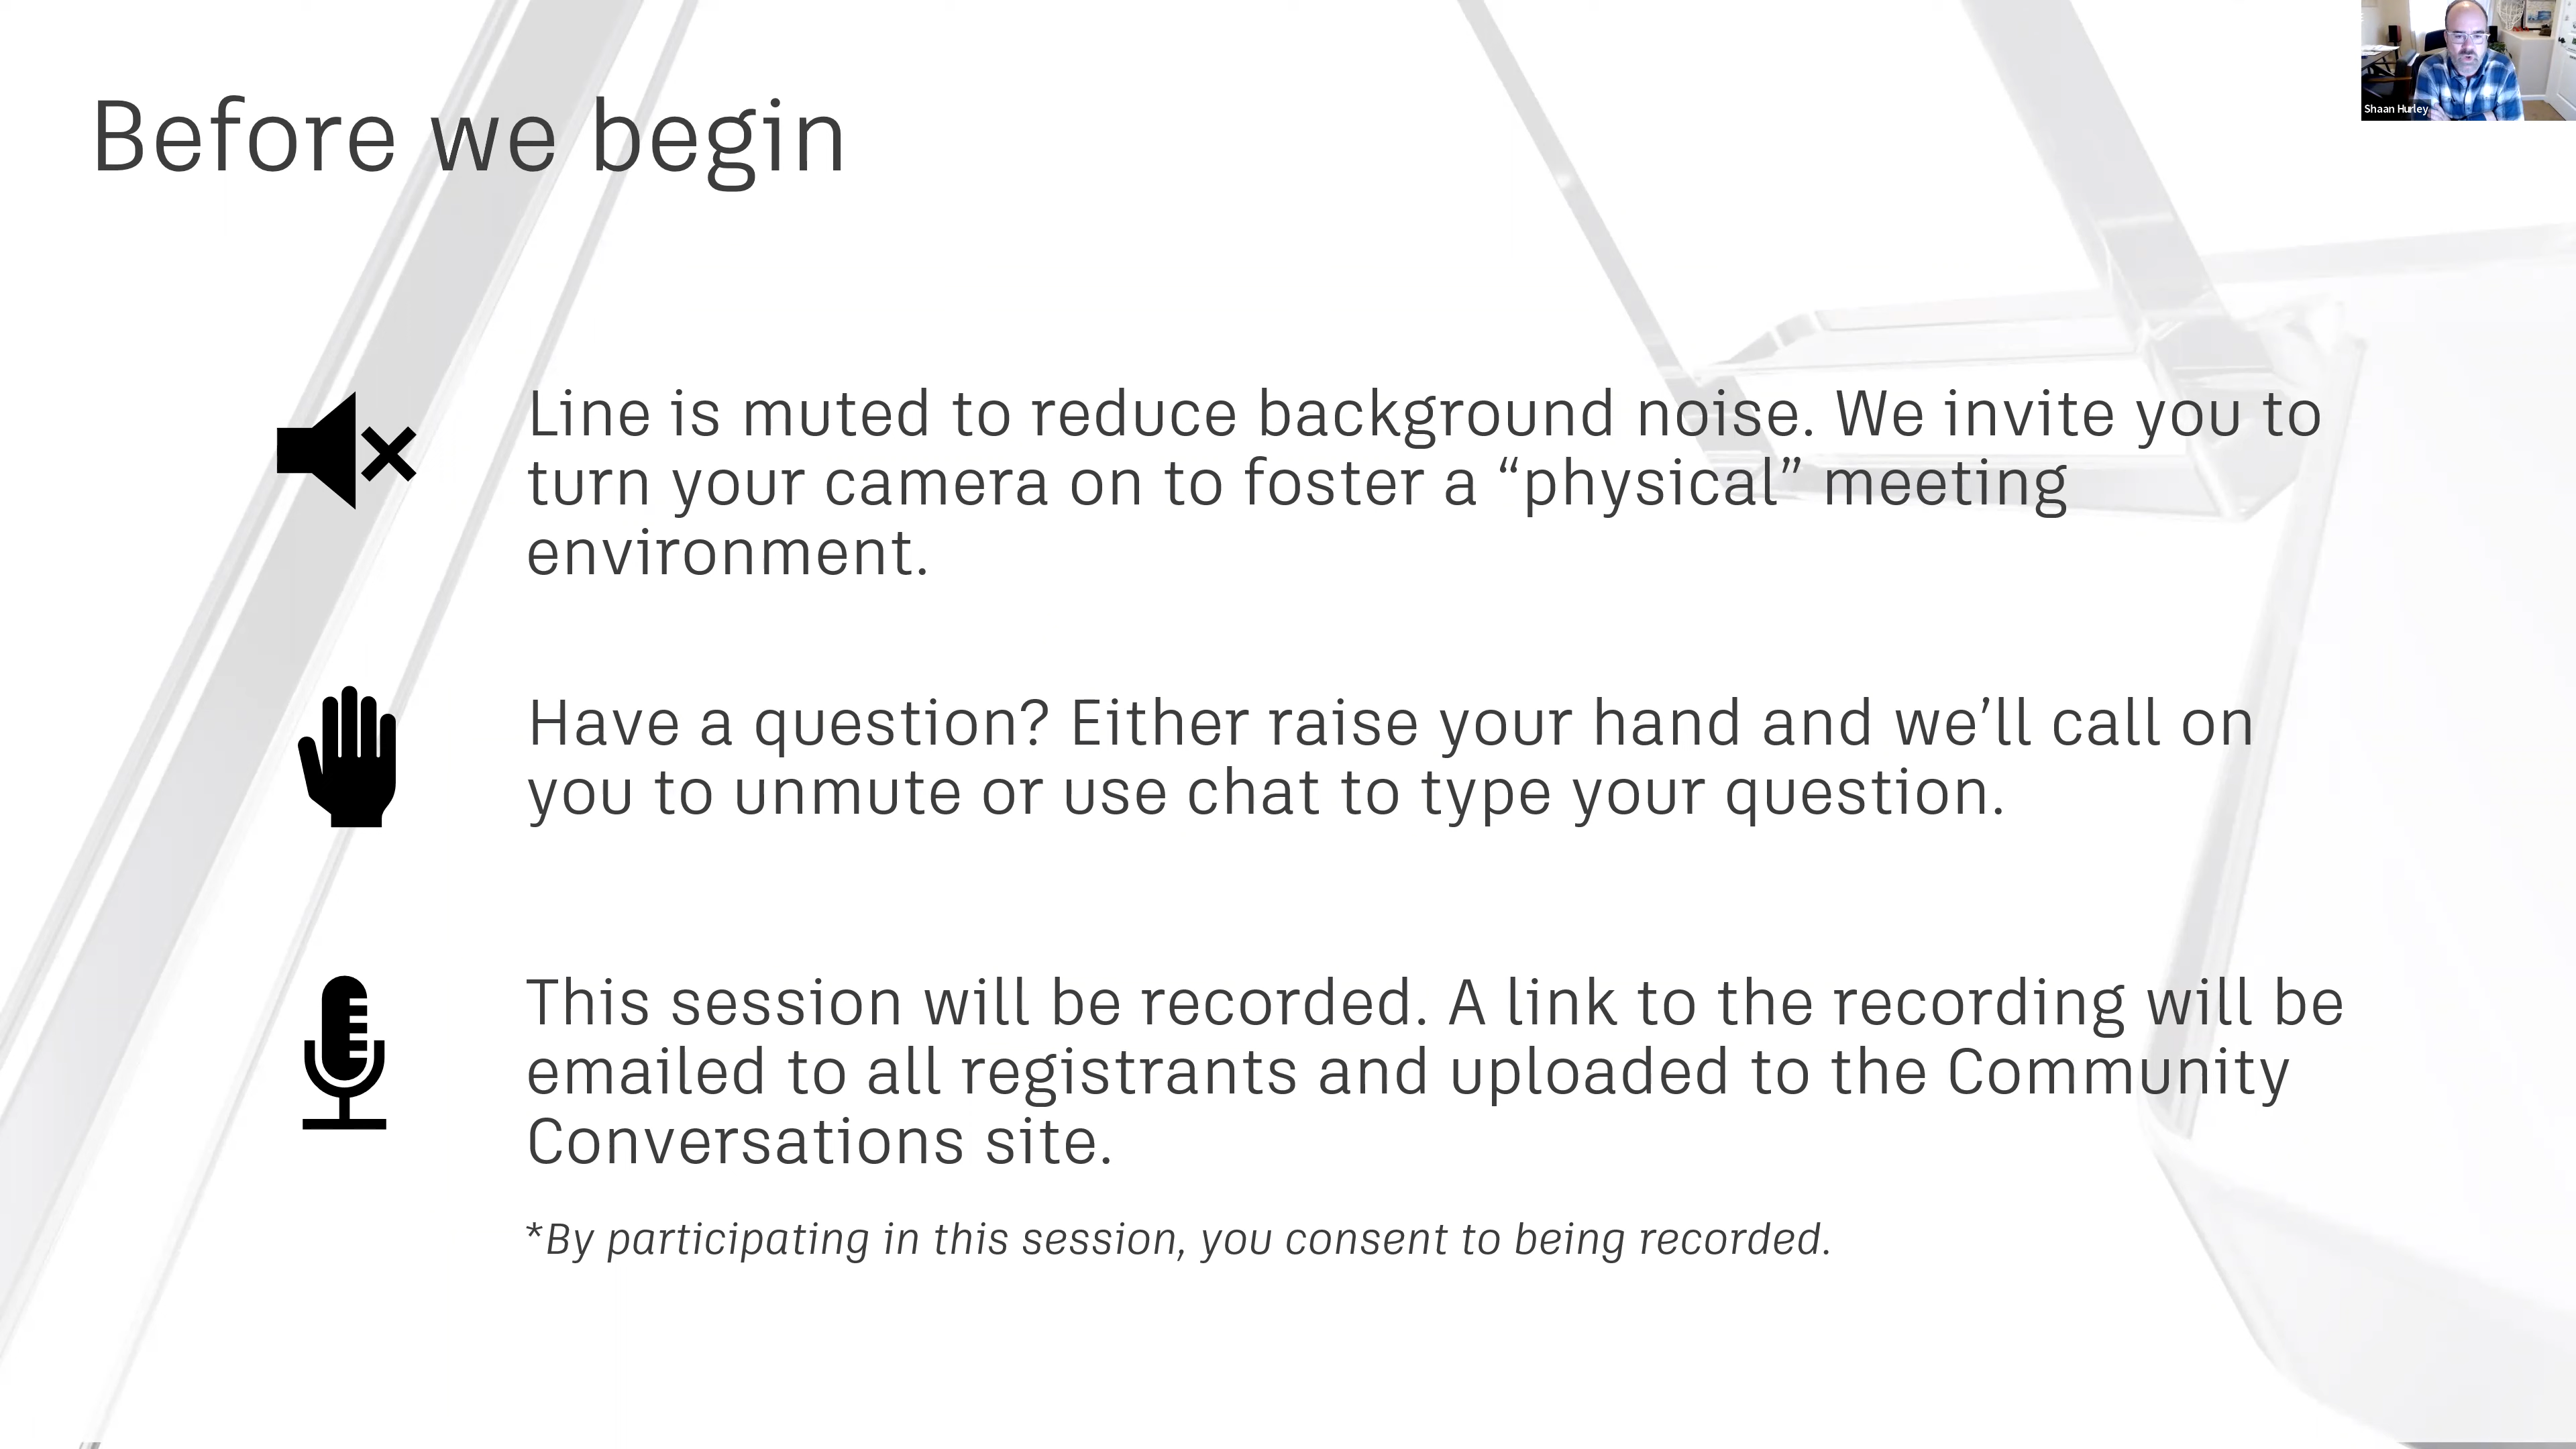 Before we begin
Shaan Hurley
Line is muted to reduce background noise. We invite you to
turn your camera on to foster a “physical” meeting
environment.
Have a question? Either raise your hand and we’ll call on
you to unmute or use chat to type your question.
This session will be recorded. A link to the recording will be
emailed to all registrants and uploaded to the Community
Conversations site.
*By participating in this session, you consent to being recorded.